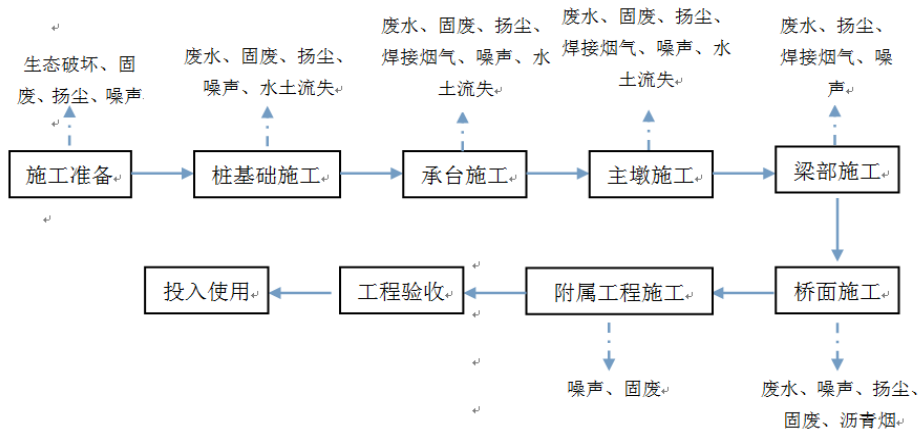 生态破坏、固
废、扬尘、噪声
废水、固废、扬尘、
噪声、水土流失
废水、固废、扬尘、
焊接烟气、噪声、水
土流失
废水、固废、扬尘、
焊接烟气、噪声、水
土流失
废水、扬尘、
焊接烟气、噪
声
施工准备
桩基础施工
承台施工
主墩施工
梁部施工
投入使用
工程验收
附属工程施工
桥面施工
噪声、固废
废水、噪声、扬尘、
固废、沥青烟